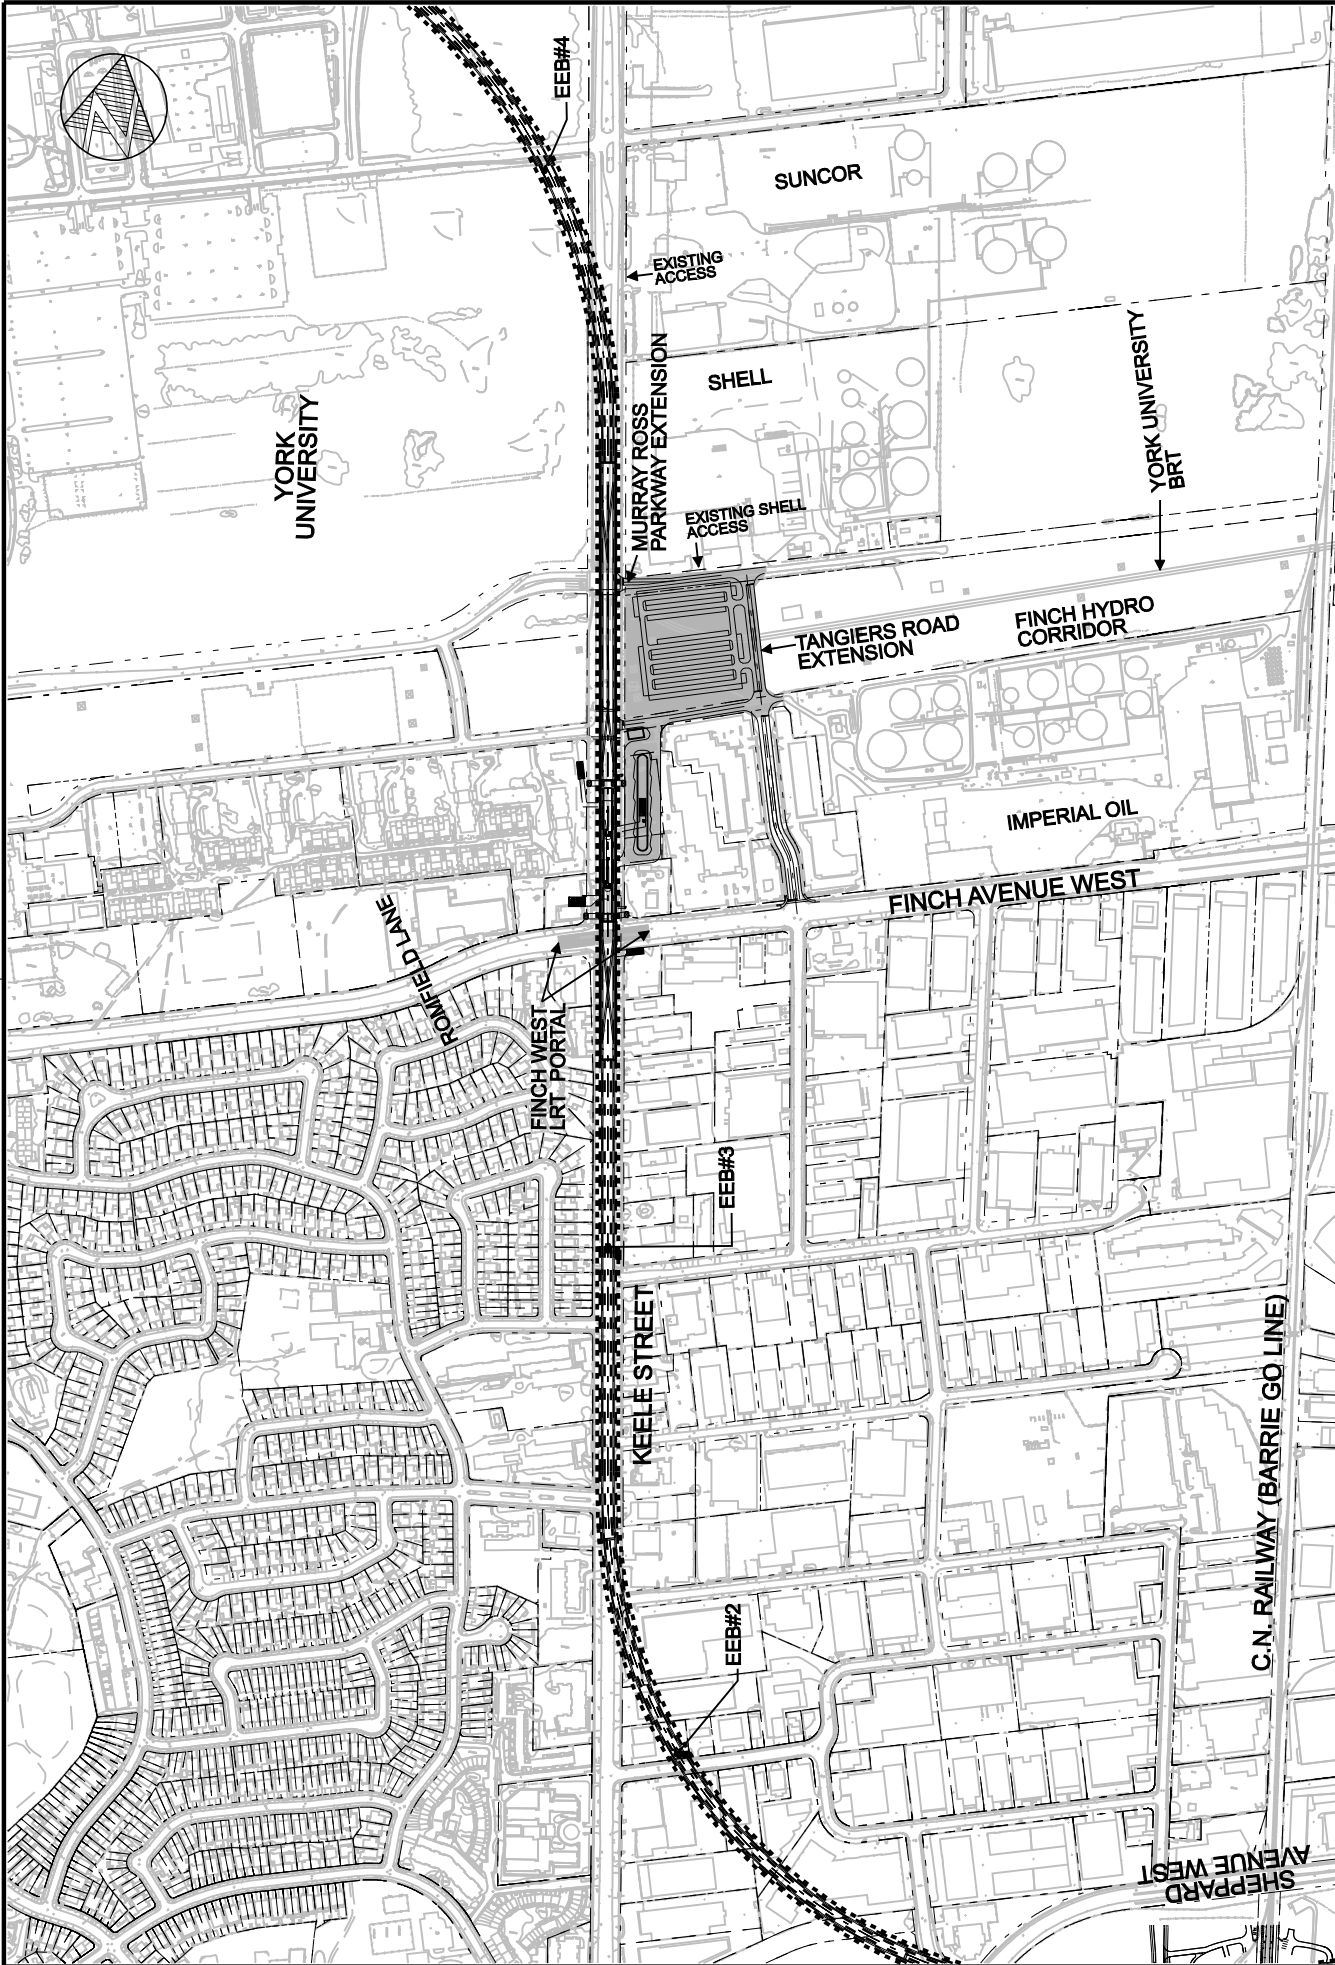 EEB#4
SUNCOR
EXISTING
ACCESS
MURRAY ROSS
PARKWAY EXTENSION
SHELL
YORK UNIVERSITY
BRT
YORK
UNIVERSITY
EXISTING SHELL
ACCESS
TANGIERS ROAD
EXTENSION
FINCH HYDRO
CORRIDOR
IMPERIAL OIL
FINCH AVENUE WEST
ROMFIELD LANE
FINCH WEST
LRT PORTAL
EEB#3
KEELE STREET
C.N. RAILWAY (BARRIE GO LINE)
EEB#2
SHEPPARD
AVENUE WEST
N